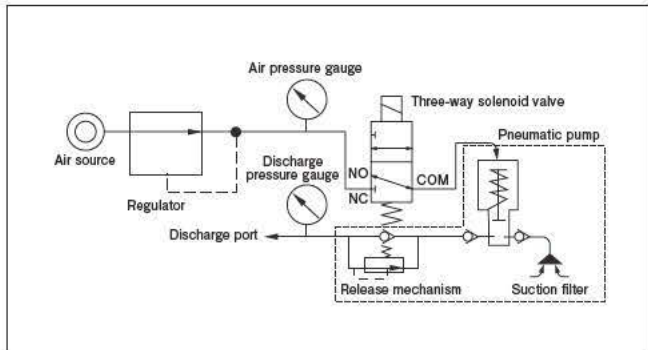 Air pressure gauge
Three-way solenoid valve
Pneumatic pump
Air source
Discharge
pressure gauge
NO
COM
NC
Regulator
Discharge port
Release mechanism
Suction filter